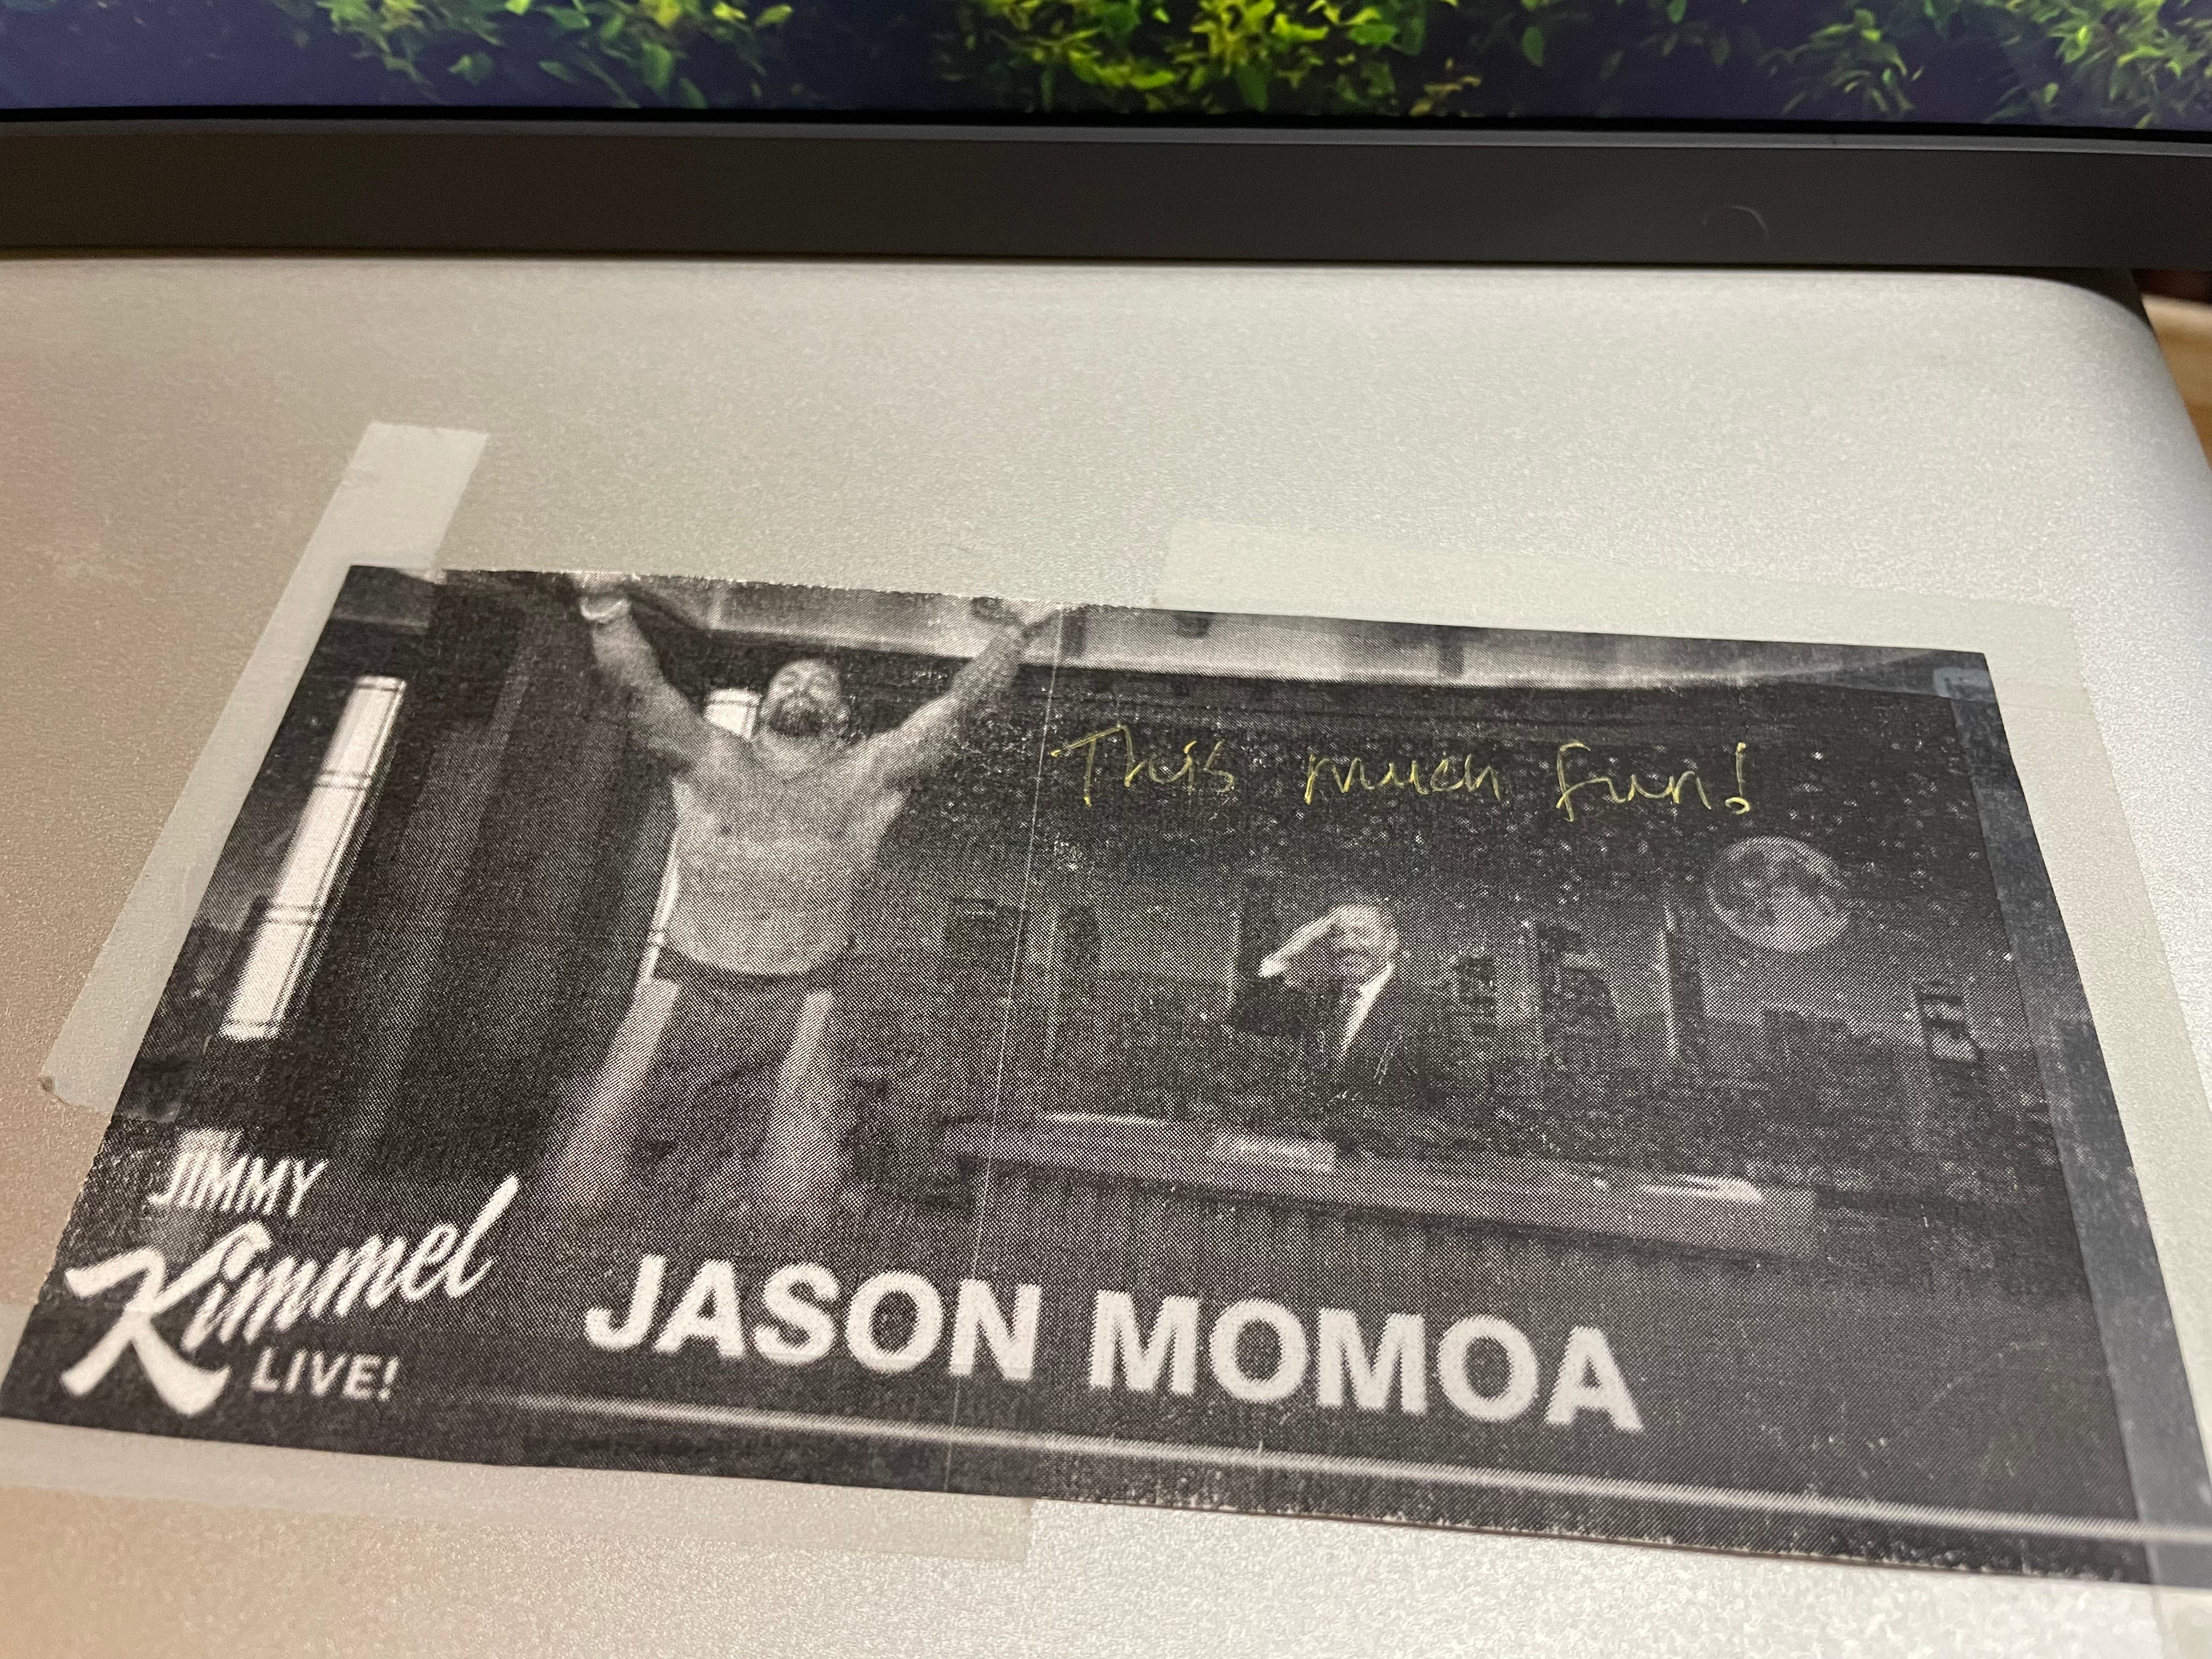 This much fun!
JIMMY
Kimmel
LIVE!
JASON MOMOA